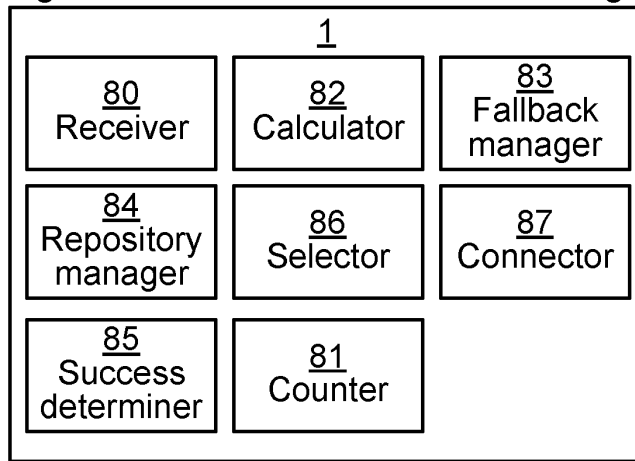 1
80
Receiver
82
Calculator
83
Fallback
manager
84
Repository
manager
86
Selector
87
Connector
85
Success
determiner
81
Counter